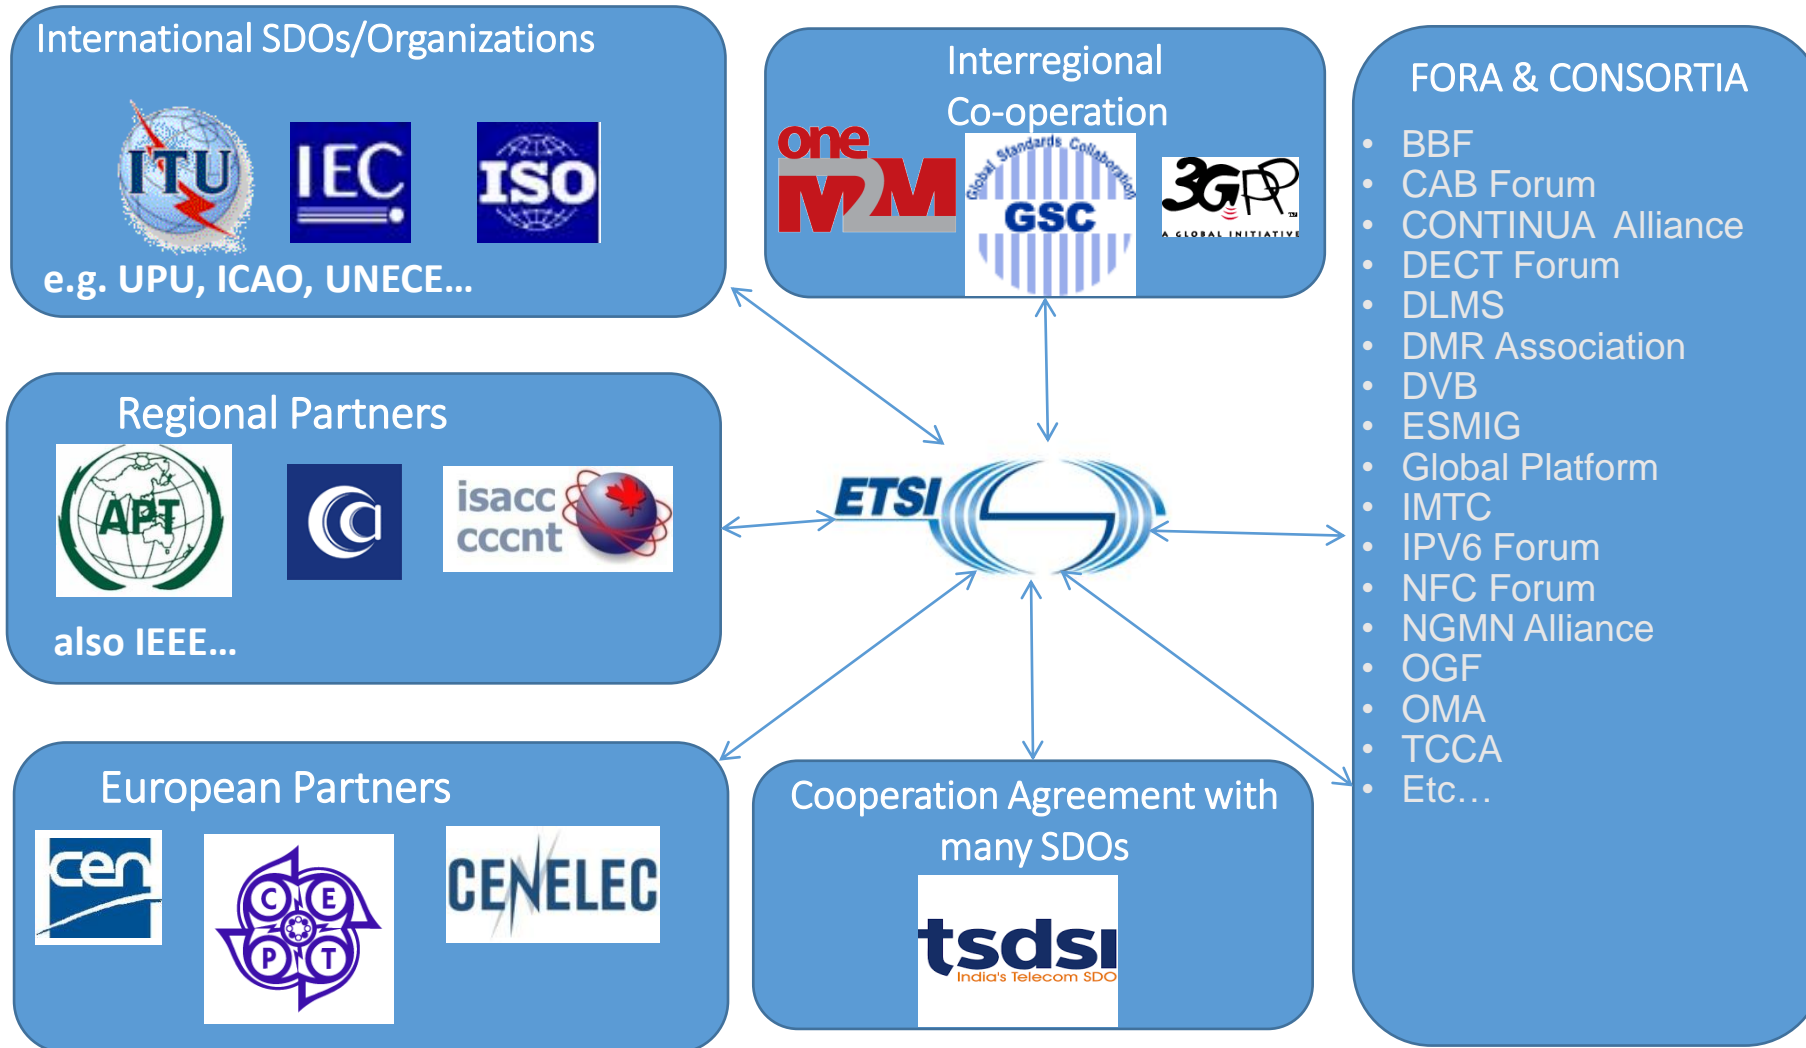 International SDOs/Organizations
ITU
IEC
ISO
e.g. UPU, ICAO, UNECE...
Interregional
Co-operation
one
M2M
Global Standards Collaboration
GSC
3GPP
TM
A GLOBAL INITIATIVE
Regional Partners
APT
isacc
cccnt
also IEEE...
ETSI
European Partners
cen
C E
P T
CENELEC
Cooperation Agreement with
many SDOs
tsdsi
India's Telecom SDO
FORA & CONSORTIA
• BBF
• CAB Forum
• CONTINUA Alliance
• DECT Forum
• DLMS
• DMR Association
• DVB
• ESMIG
• Global Platform
• IMTC
• IPV6 Forum
• NFC Forum
• NGMN Alliance
• OGF
• OMA
• TCCA
• Etc...